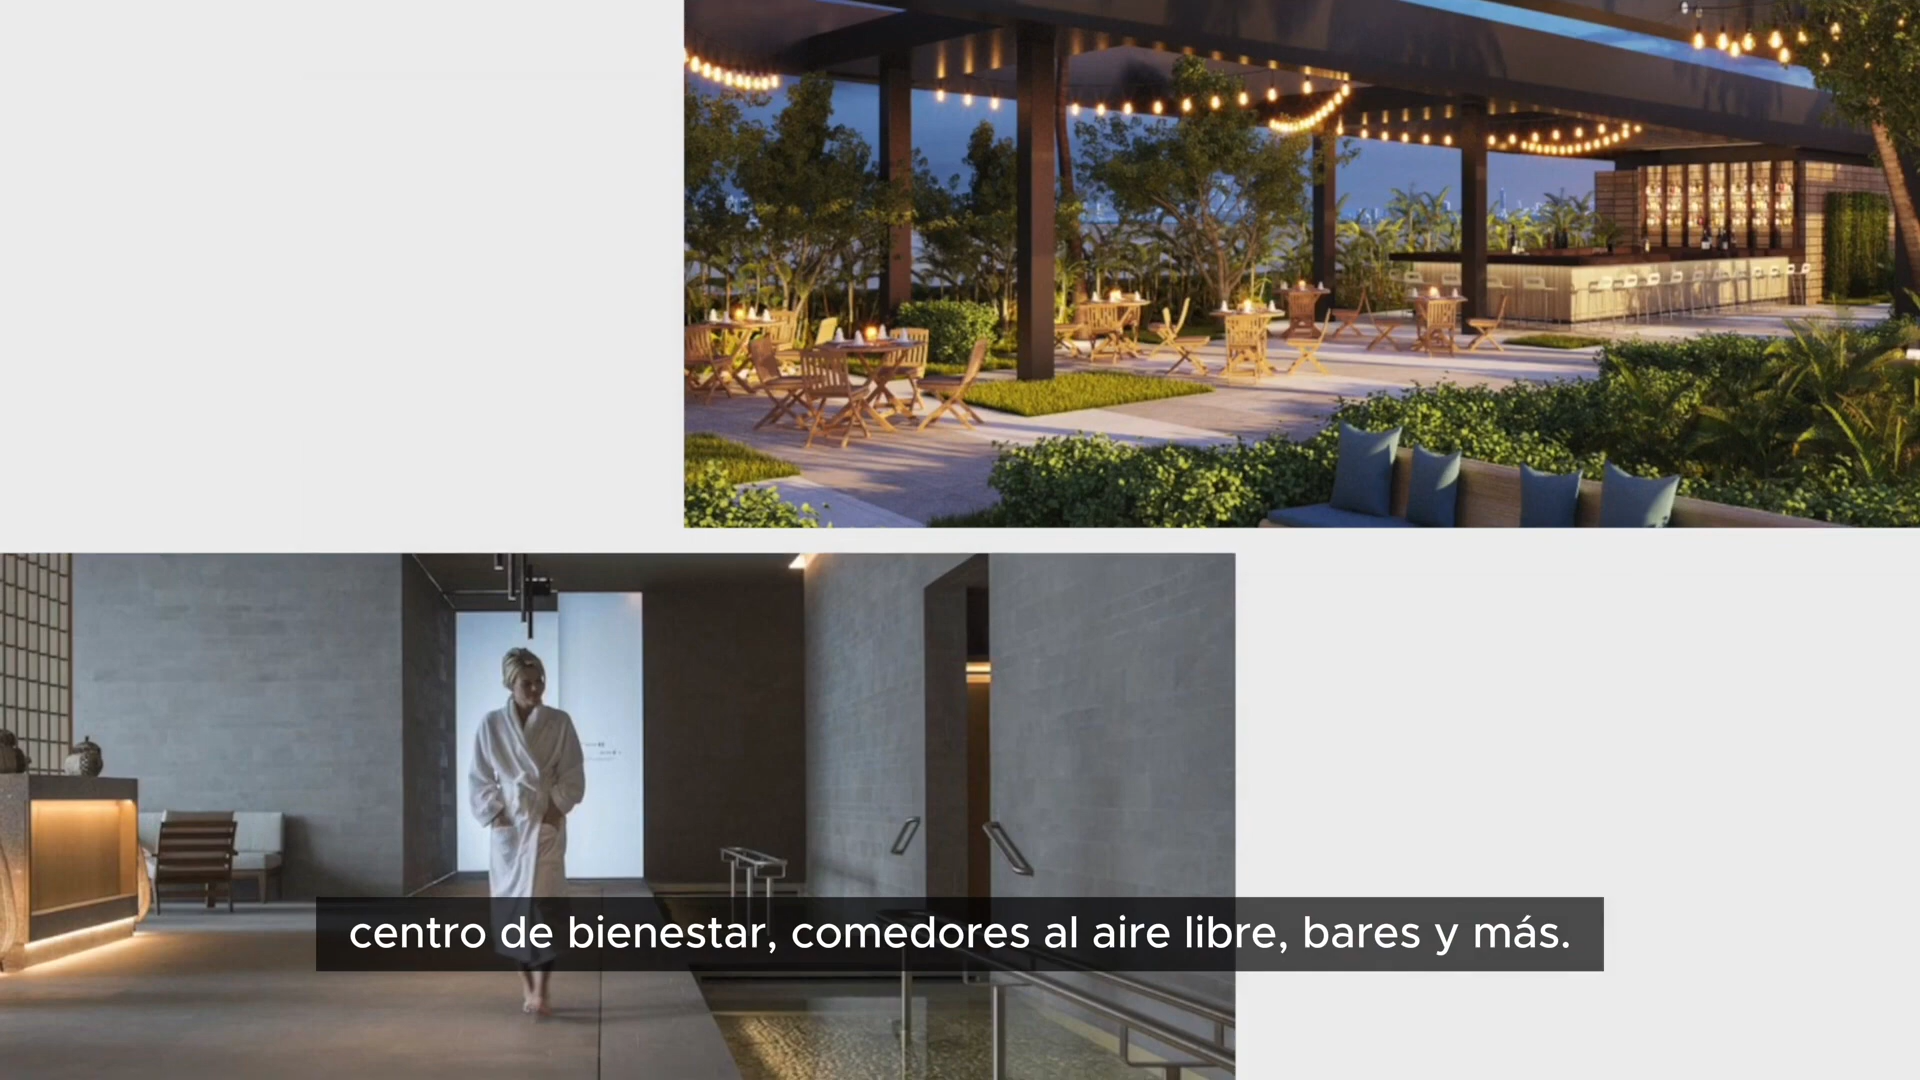 centro de bienestar, comedores al aire libre, bares y más.